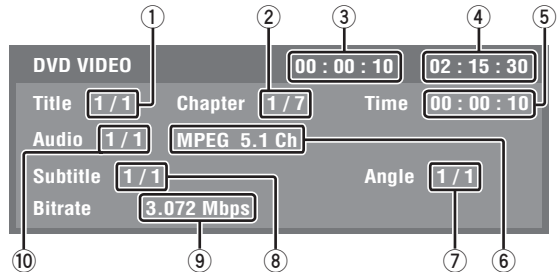 ① ② ③ ④ ⑤
DVD VIDEO 00 : 00 : 10 02 : 15 : 30
Title 1 / 1 Chapter 1 / 7 Time 00 : 00 : 10
Audio 1 / 1 MPEG 5.1 Ch
Subtitle 1 / 1 Angle 1 / 1
Bitrate 3.072 Mbps
⑩ ⑨ ⑧ ⑦ ⑥